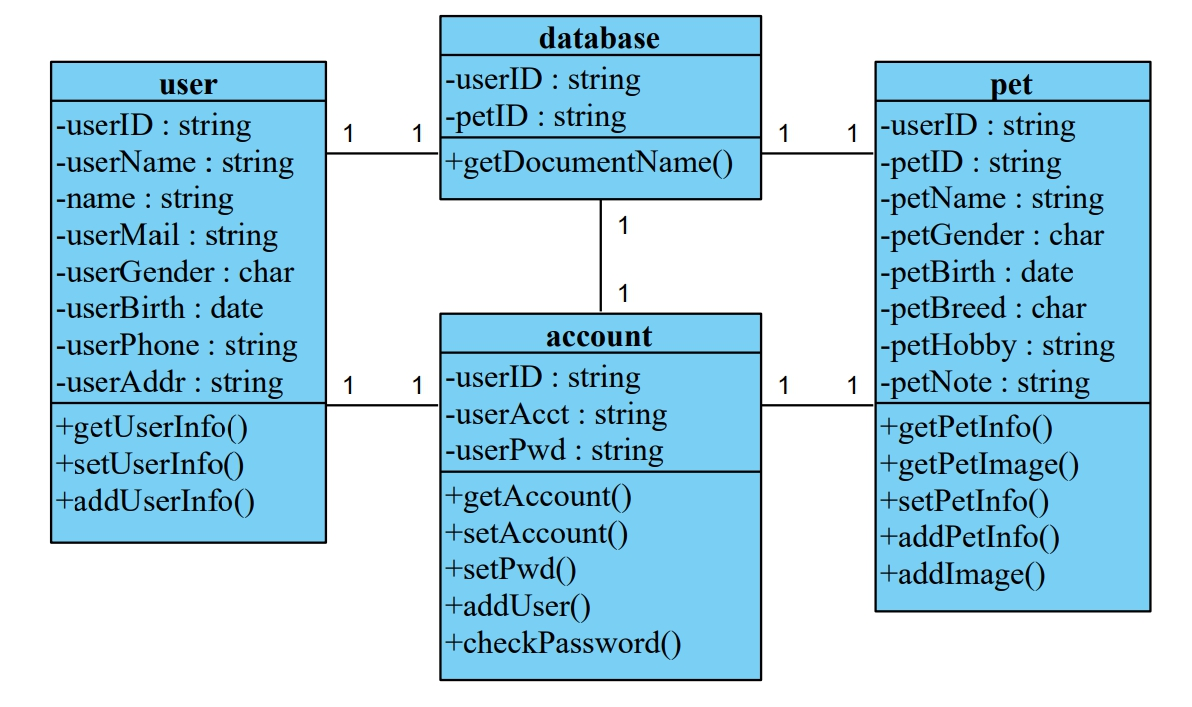 user
-userID : string
-userName : string
-name : string
-userMail : string
-userGender : char
-userBirth : date
-userPhone : string
-userAddr : string
+getUserInfo()
+setUserInfo()
+addUserInfo()
1 1
1 1
database
-userID : string
-petID : string
+getDocumentName()
1
1
account
-userID : string
-userAcct : string
-userPwd : string
+getAccount()
+setAccount()
+setPwd()
+addUser()
+checkPassword()
1 1
1 1
pet
-userID : string
-petID : string
-petName : string
-petGender : char
-petBirth : date
-petBreed : char
-petHobby : string
-petNote : string
+getPetInfo()
+getPetImage()
+setPetInfo()
+addPetInfo()
+addImage()